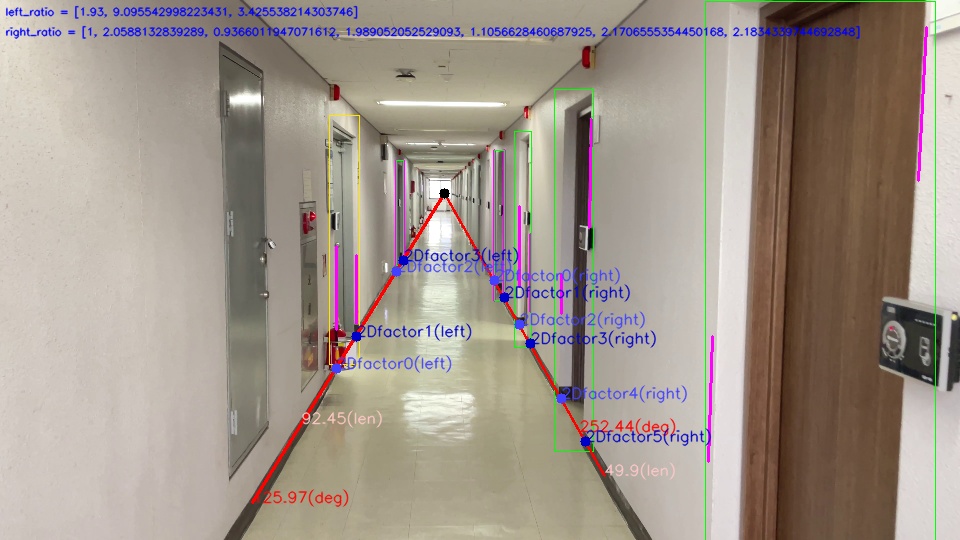 left_ratio = [1.93, 9.095542998223431, 3.425538214303746]
right_ratio = [1, 2.0588132839289, 0.9366011947071612, 1.989052052529093, 1.1056628460687925, 2.1706555354450168, 2.1834339744692848]
2Dfactor3(left)
2Dfactor2(left)
2Dfactor0(right)
2Dfactor1(right)
2Dfactor2(right)
2Dfactor1(left)
2Dfactor3(right)
2Dfactor0(left)
2Dfactor4(right)
92.45(len)
252.44(deg)
2Dfactor5(right)
49.9(len)
25.97(deg)